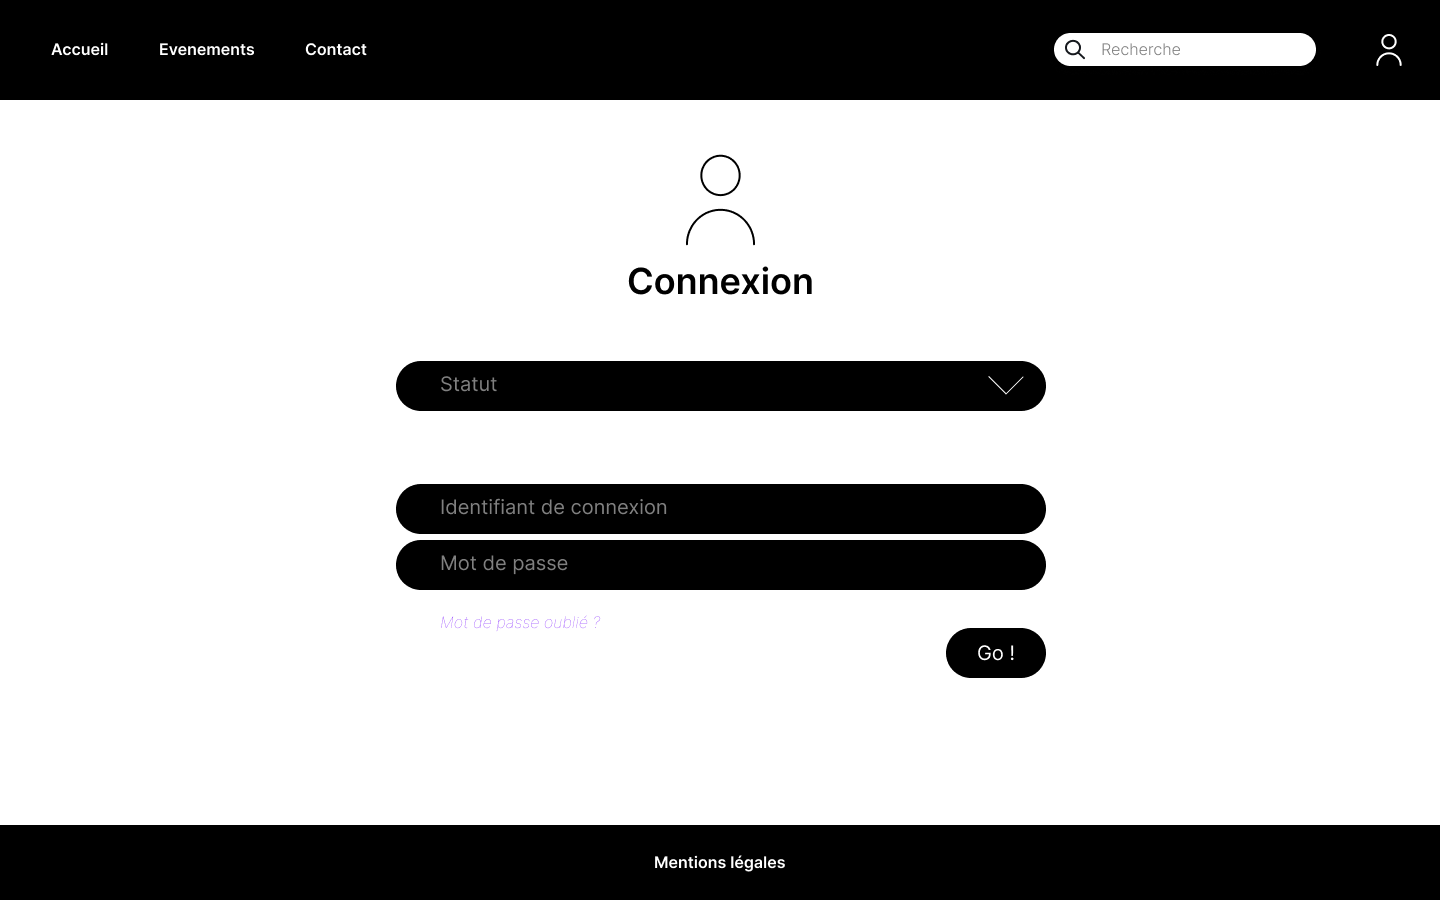 Accueil
Evenements
Contact
Recherche
Connexion
Statut
Identifiant de connexion
Mot de passe
Mot de passe oublié ?
Go !
Mentions légales